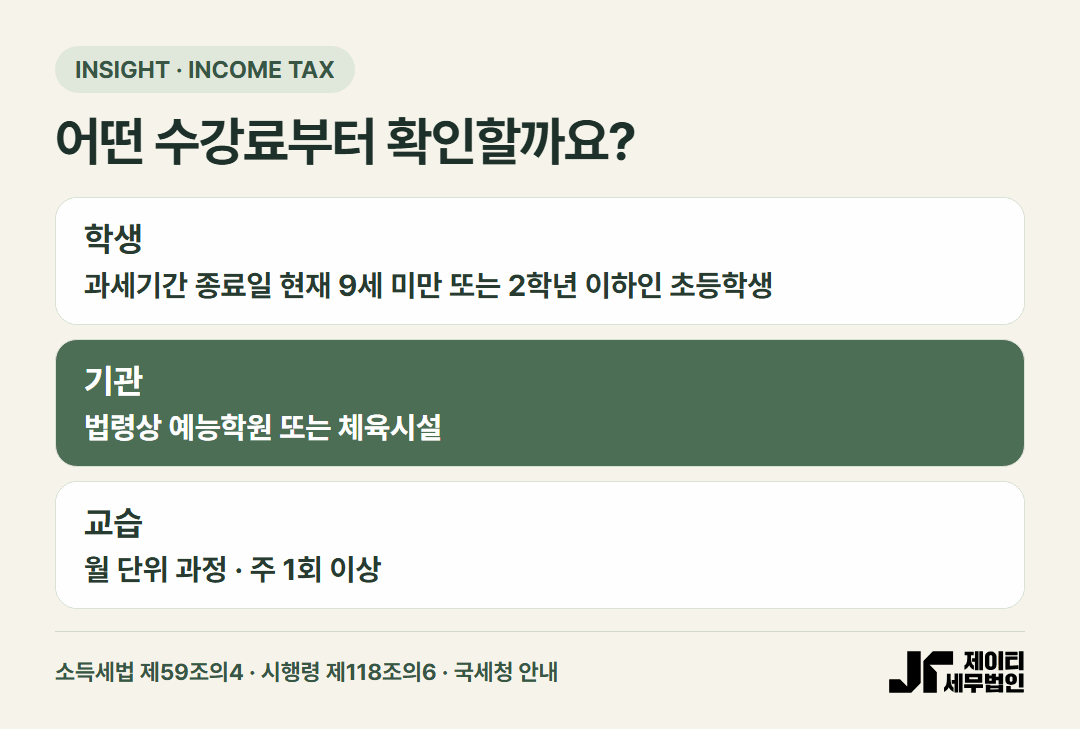 INSIGHT · INCOME TAX
어떤 수강료부터 확인할까요?
학생
과세기간 종료일 현재 9세 미만 또는 2학년 이하인 초등학생
기관
법령상 예능학원 또는 체육시설
교습
월 단위 과정 · 주 1회 이상
소득세법 제59조의4 · 시행령 제118조의6 · 국세청 안내
제이티
세무법인